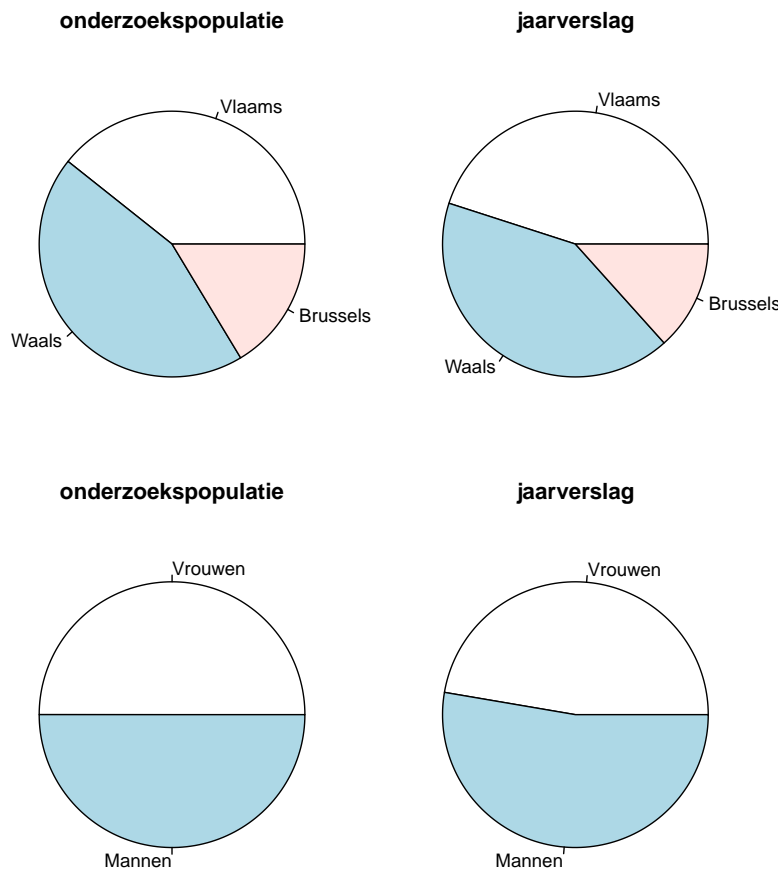 onderzoekspopulatie
jaarverslag
Vlaams
Waals
Brussels
Vlaams
Waals
Brussels
onderzoekspopulatie
jaarverslag
Vrouwen
Mannen
Vrouwen
Mannen